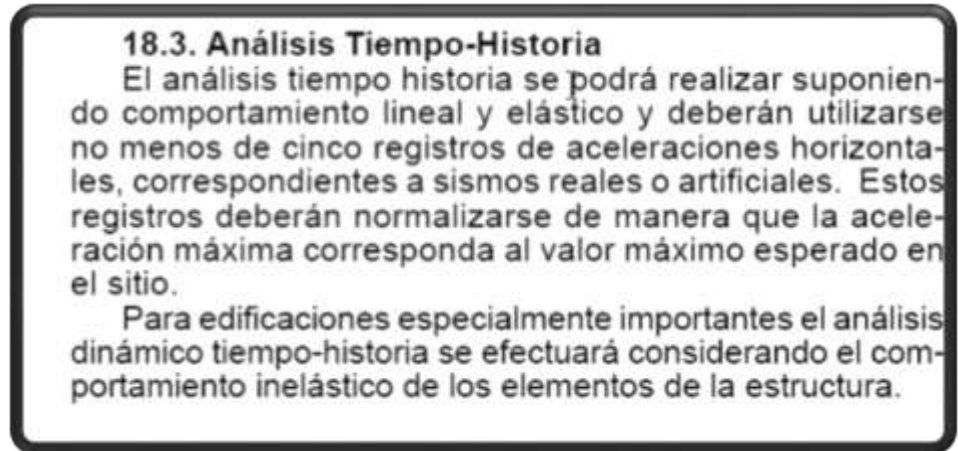 18.3. Análisis Tiempo-Historia
El análisis tiempo historia se podrá realizar suponien-
do comportamiento lineal y elástico y deberán utilizarse
no menos de cinco registros de aceleraciones horizonta-
les, correspondientes a sismos reales o artificiales. Estos
registros deberán normalizarse de manera que la acele-
ración máxima corresponda al valor máximo esperado en
el sitio.
Para edificaciones especialmente importantes el análisis
dinámico tiempo-historia se efectuará considerando el com-
portamiento inelástico de los elementos de la estructura.